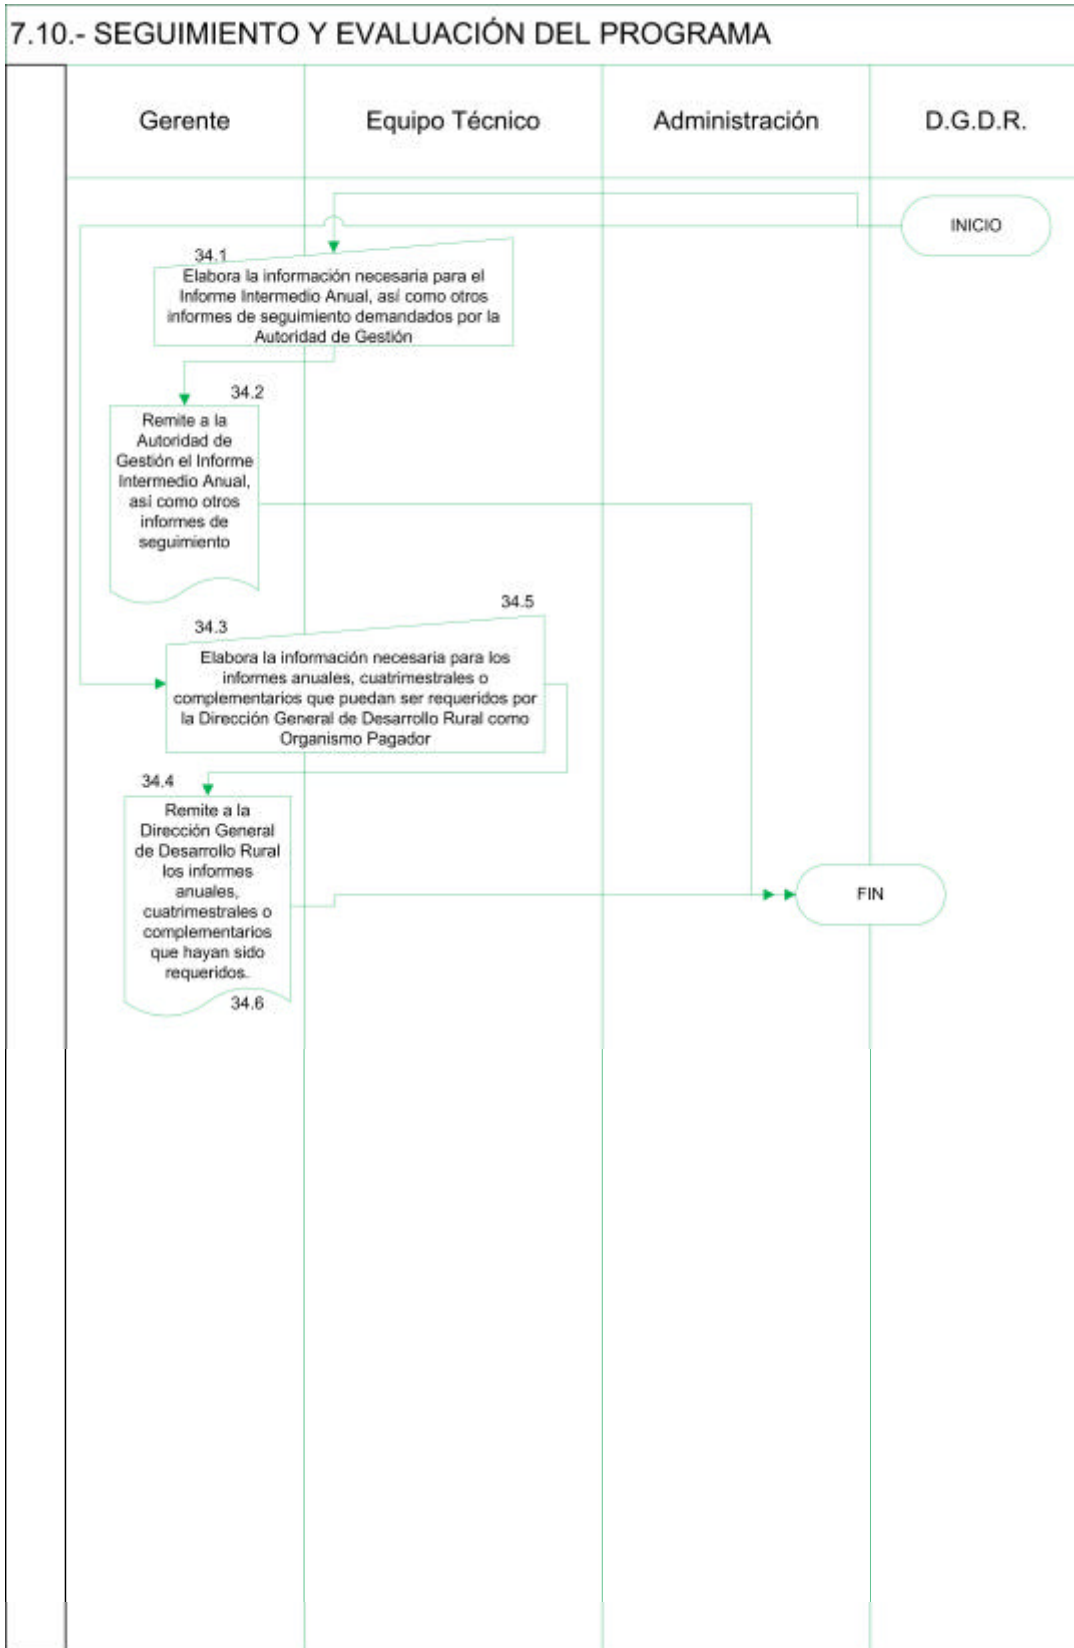 7.10.- SEGUIMIENTO Y EVALUACIÓN DEL PROGRAMA
Gerente
Equipo Técnico
Administración
D.G.D.R.
INICIO
34.1
Elabora la información necesaria para el
Informe Intermedio Anual, así como otros
informes de seguimiento demandados por la
Autoridad de Gestión
34.2
Remite a la
Autoridad de
Gestión el Informe
Intermedio Anual,
así como otros
informes de
seguimiento
34.5
34.3
Elabora la información necesaria para los
informes anuales, cuatrimestrales o
complementarios que puedan ser requeridos por
la Dirección General de Desarrollo Rural como
Organismo Pagador
34.4
Remite a la
Dirección General
de Desarrollo Rural
los informes
anuales,
cuatrimestrales o
complementarios
que hayan sido
requeridos.
34.6
FIN